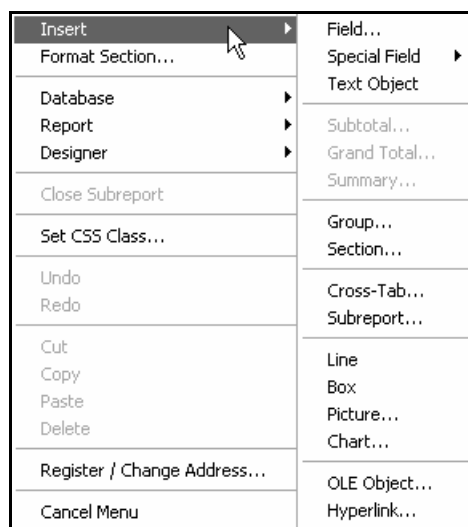 Insert
Format Section...
Database
Report
Designer
Close Subreport
Set CSS Class...
Undo
Redo
Cut
Copy
Paste
Delete
Register / Change Address...
Cancel Menu
Field...
Special Field
Text Object
Subtotal...
Grand Total...
Summary...
Group...
Section...
Cross-Tab...
Subreport...
Line
Box
Picture...
Chart...
OLE Object...
Hyperlink...